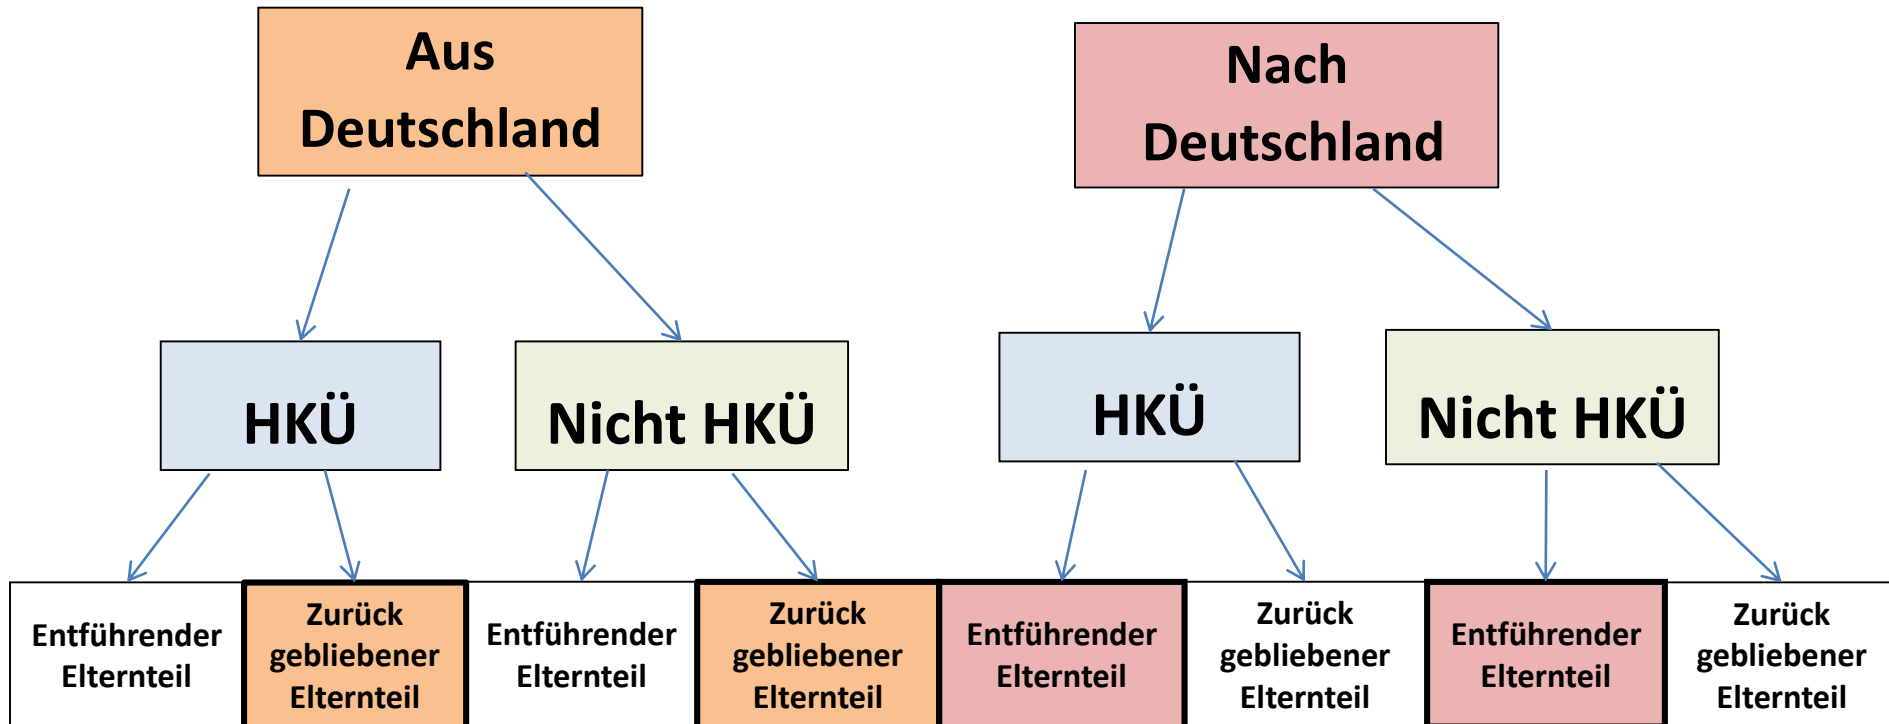 Aus
Deutschland
Nach
Deutschland
HKÜ
Nicht HKÜ
HKÜ
Nicht HKÜ
Entführender
Elternteil
Zurück
gebliebener
Elternteil
Entführender
Elternteil
Zurück
gebliebener
Elternteil
Entführender
Elternteil
Zurück
gebliebener
Elternteil
Entführender
Elternteil
Zurück
gebliebener
Elternteil